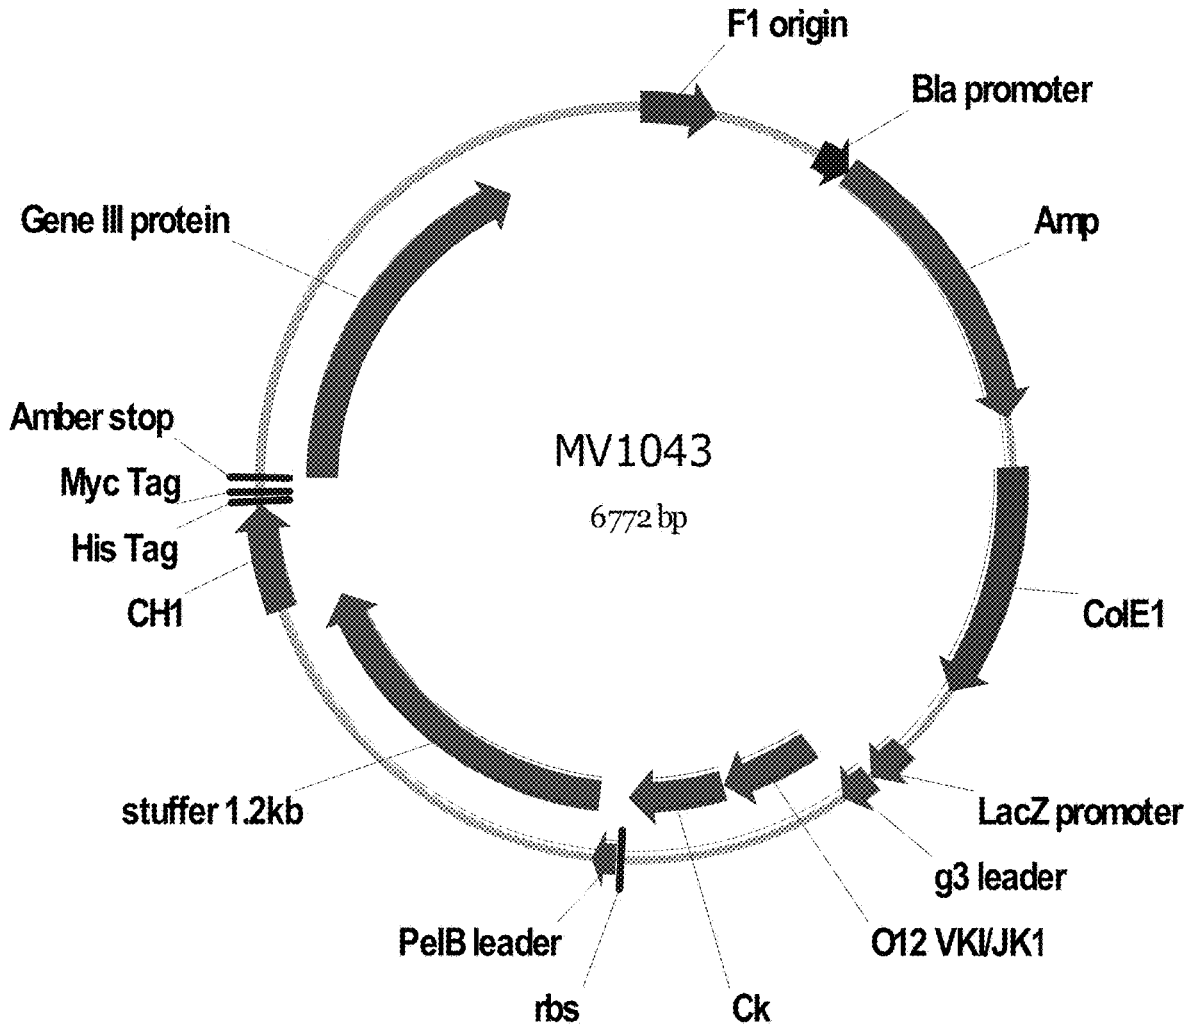 F1 origin
Bla promoter
Gene III protein
Amp
Amber stop
MV1043
Myc Tag
6772 bp
His Tag
CH1
ColE1
stuffer 1.2kb
LacZ promoter
g3 leader
PelB leader
O12 VKI/JK1
rbs
Ck